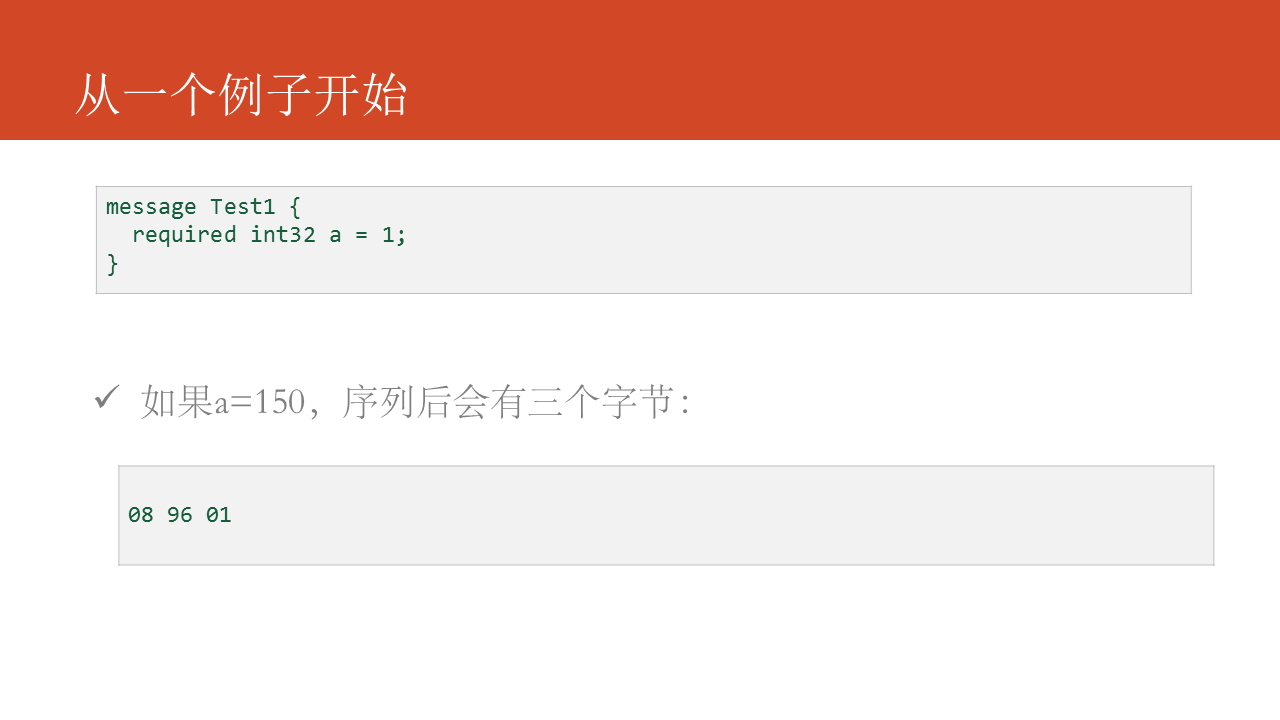 从一个例子开始
message Test1 {
  required int32 a = 1;
}
✓ 如果a=150，序列后会有三个字节：
08 96 01